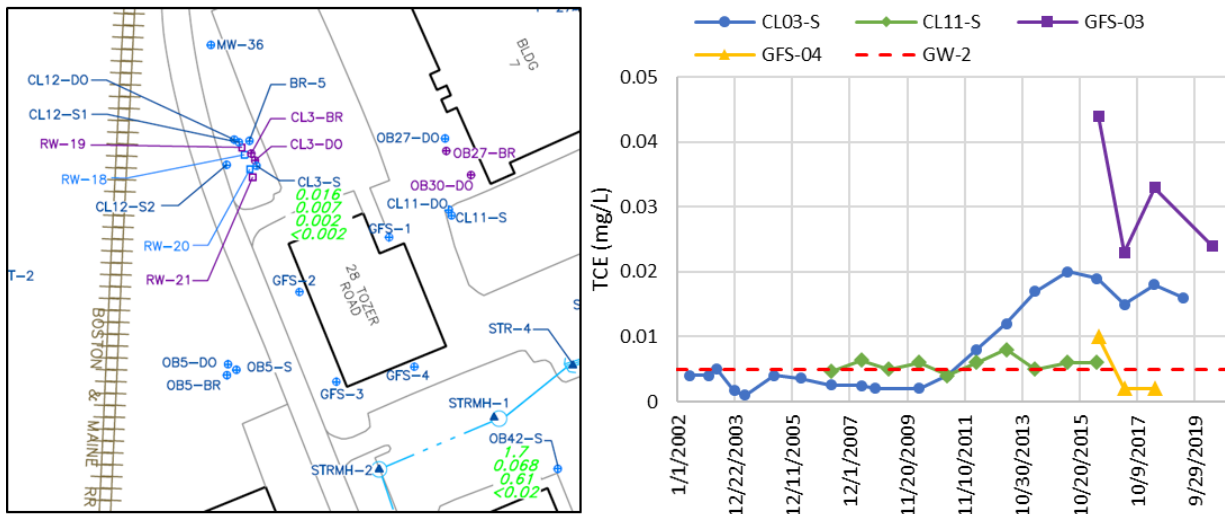 MW-36
BLDG
7
CL12-DO
BR-5
CL12-S1
CL3-BR
RW-19
CL3-DO
OB27-DO
OB27-BR
RW-18
CL3-S
OB30-DO
CL12-S2
0.016
0.007
0.002
<0.002
CL11-DO
CL11-S
RW-20
GFS-1
RW-21
T-2
GFS-2
28 TOZER
ROAD
BOSTON & MAINE RR
S
STR-4
OB5-DO
OB5-S
OB5-BR
GFS-3
GFS-4
STRMH-1
OB42-S
STRMH-2
1.7
0.068
0.61
<0.02
CL03-S CL11-S GFS-03
GFS-04 GW-2
TCE (mg/L)
0.05
0.04
0.03
0.02
0.01
0
1/1/2002
12/22/2003
12/11/2005
12/1/2007
11/20/2009
11/10/2011
10/30/2013
10/20/2015
10/9/2017
9/29/2019